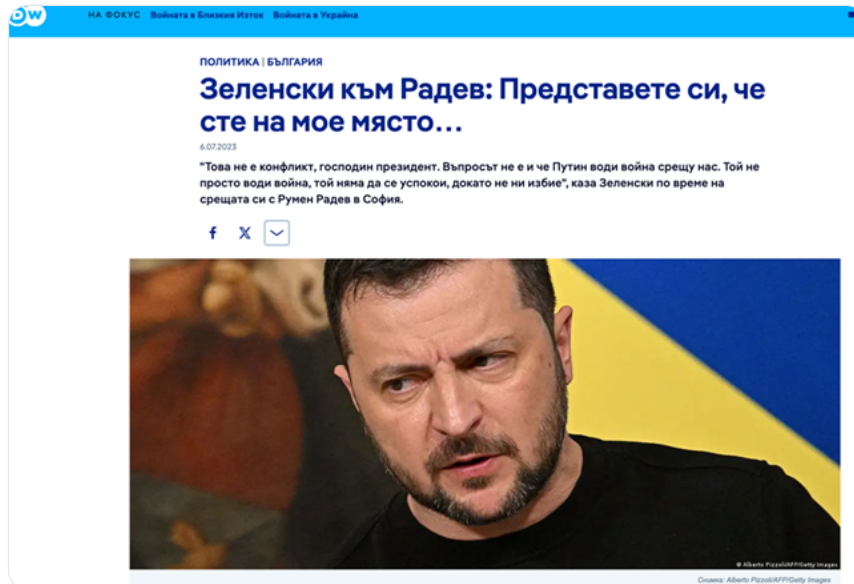 DW
НА ФОКУС Войната в Близкия Изток Войната в Украйна
ПОЛИТИКА | БЪЛГАРИЯ
Зеленски към Радев: Представете си, че
сте на мое място…
6.07.2023
"Това не е конфликт, господин президент. Въпросът не е и че Путин води война срещу нас. Той не
просто води война, той няма да се успокои, докато не ни избие", каза Зеленски по време на
срещата си с Румен Радев в София.
© Alberto Pizzoli/AFP/Getty Images
Снимка: Alberto Pizzoli/AFP/Getty Images